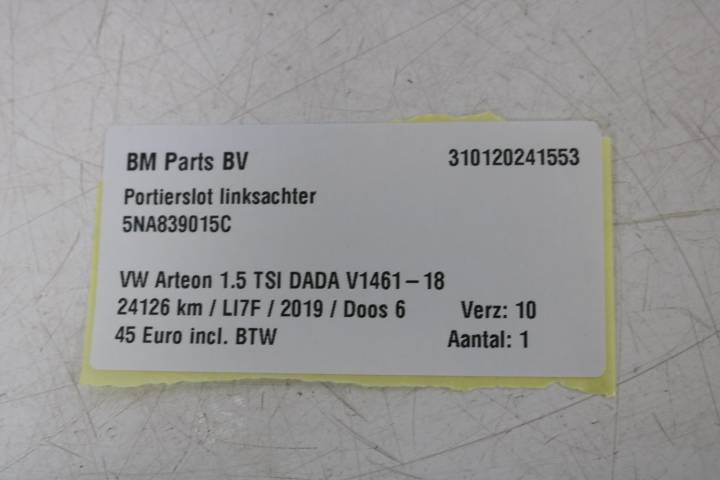 BM Parts BV 310120241553
Portierslot linksachter
5NA839015C
VW Arteon 1.5 TSI DADA V1461-18
24126 km / LI7F / 2019 / Doos 6 Verz: 10
45 Euro incl. BTW Aantal: 1